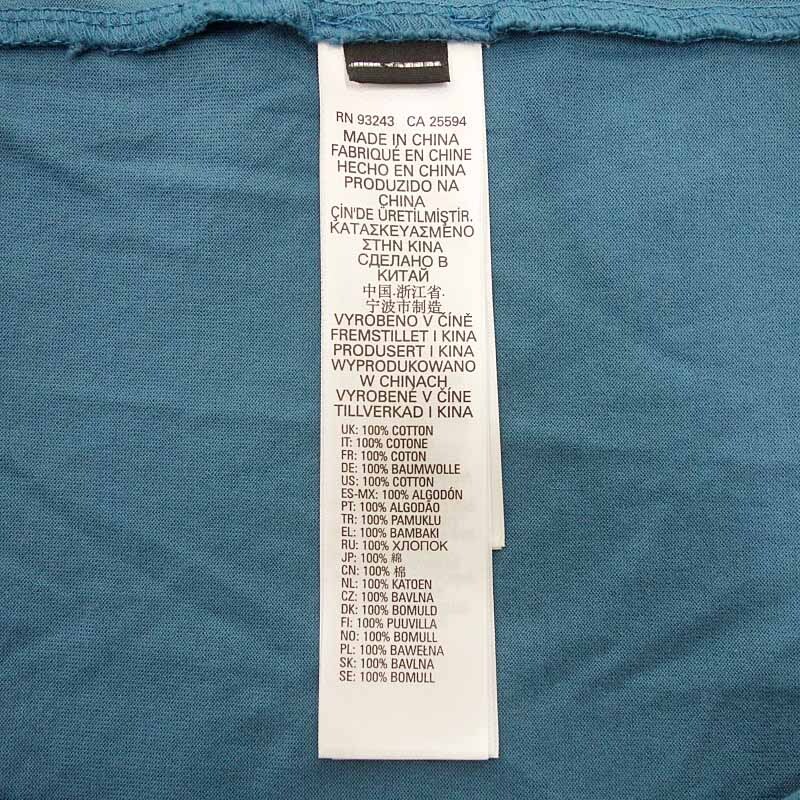 RN 93243 CA 25594
MADE IN CHINA
FABRIQUÉ EN CHINE
HECHO EN CHINA
PRODUZIDO NA
CHINA
ÇİN'DE ÜRETİLMİŞTİR.
ΚΑΤΑΣΚΕΥΑΣΜΕΝΟ
ΣΤΗΝ ΚΙΝΑ
СДЕЛАНО В
КИТАЙ
中国.浙江省.
宁波市制造
VYROBENO V ČÍNĚ
FREMSTILLET I KINA
PRODUSERT I KINA
WYPRODUKOWANO
W CHINACH
VYROBENÉ V ČÍNE
TILLVERKAD I KINA
UK: 100% COTTON
IT: 100% COTONE
FR: 100% COTON
DE: 100% BAUMWOLLE
US: 100% COTTON
ES-MX: 100% ALGODÓN
PT: 100% ALGODÃO
TR: 100% PAMUKLU
EL: 100% ΒΑΜΒΑΚΙ
RU: 100% ХЛОПОК
JP: 100% 綿
CN: 100% 棉
NL: 100% KATOEN
CZ: 100% BAVLNA
DK: 100% BOMULD
FI: 100% PUUVILLA
NO: 100% BOMULL
PL: 100% BAWEŁNA
SK: 100% BAVLNA
SE: 100% BOMULL